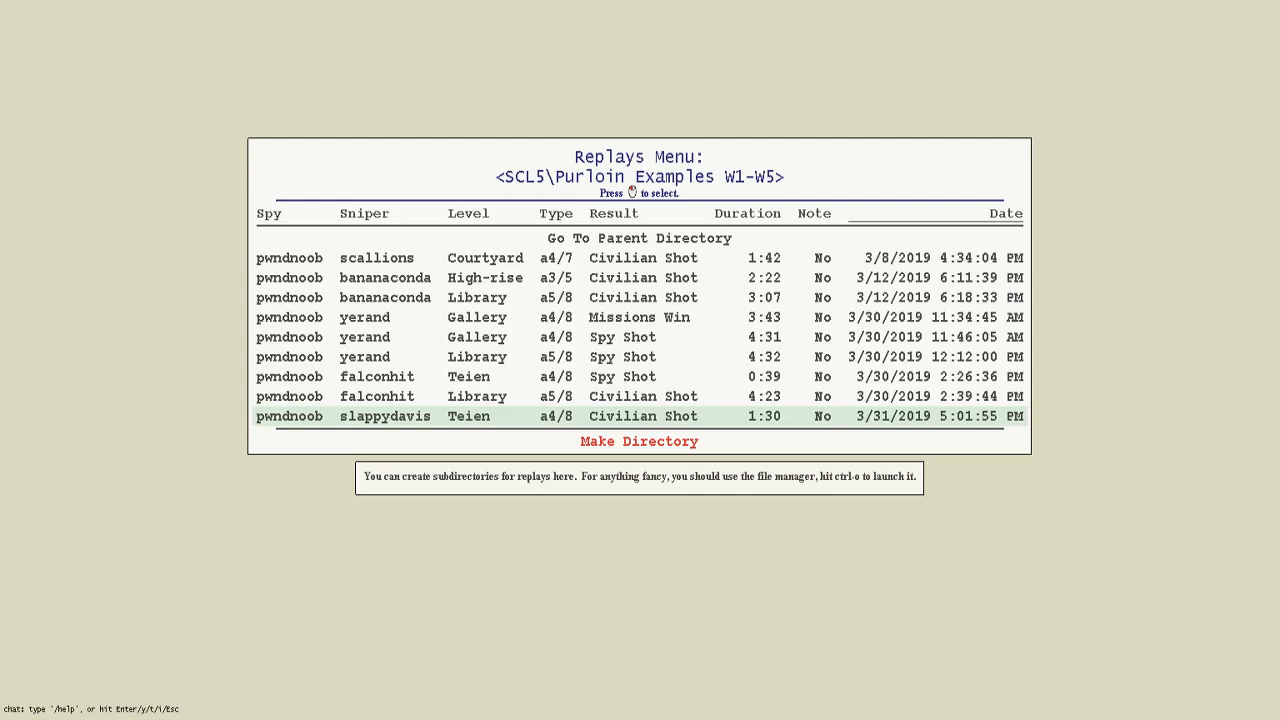 Replays Menu:
<SCL5\Purloin Examples W1-W5>
Press to select.
Spy Sniper Level Type Result Duration Note Date
Go To Parent Directory
pwndnoob scallions Courtyard a4/7 Civilian Shot 1:42 No 3/8/2019 4:34:04 PM
pwndnoob bananaconda High-rise a3/5 Civilian Shot 2:22 No 3/12/2019 6:11:39 PM
pwndnoob bananaconda Library a5/8 Civilian Shot 3:07 No 3/12/2019 6:18:33 PM
pwndnoob yerand Gallery a4/8 Missions Win 3:43 No 3/30/2019 11:34:45 AM
pwndnoob yerand Gallery a4/8 Spy Shot 4:31 No 3/30/2019 11:46:05 AM
pwndnoob yerand Library a5/8 Spy Shot 4:32 No 3/30/2019 12:12:00 PM
pwndnoob falconhit Teien a4/8 Spy Shot 0:39 No 3/30/2019 2:26:36 PM
pwndnoob falconhit Library a5/8 Civilian Shot 4:23 No 3/30/2019 2:39:44 PM
pwndnoob slappydavis Teien a4/8 Civilian Shot 1:30 No 3/31/2019 5:01:55 PM
Make Directory
You can create subdirectories for replays here. For anything fancy, you should use the file manager, hit ctrl-o to launch it.
chat: type '/help', or hit Enter/y/t/i/Esc